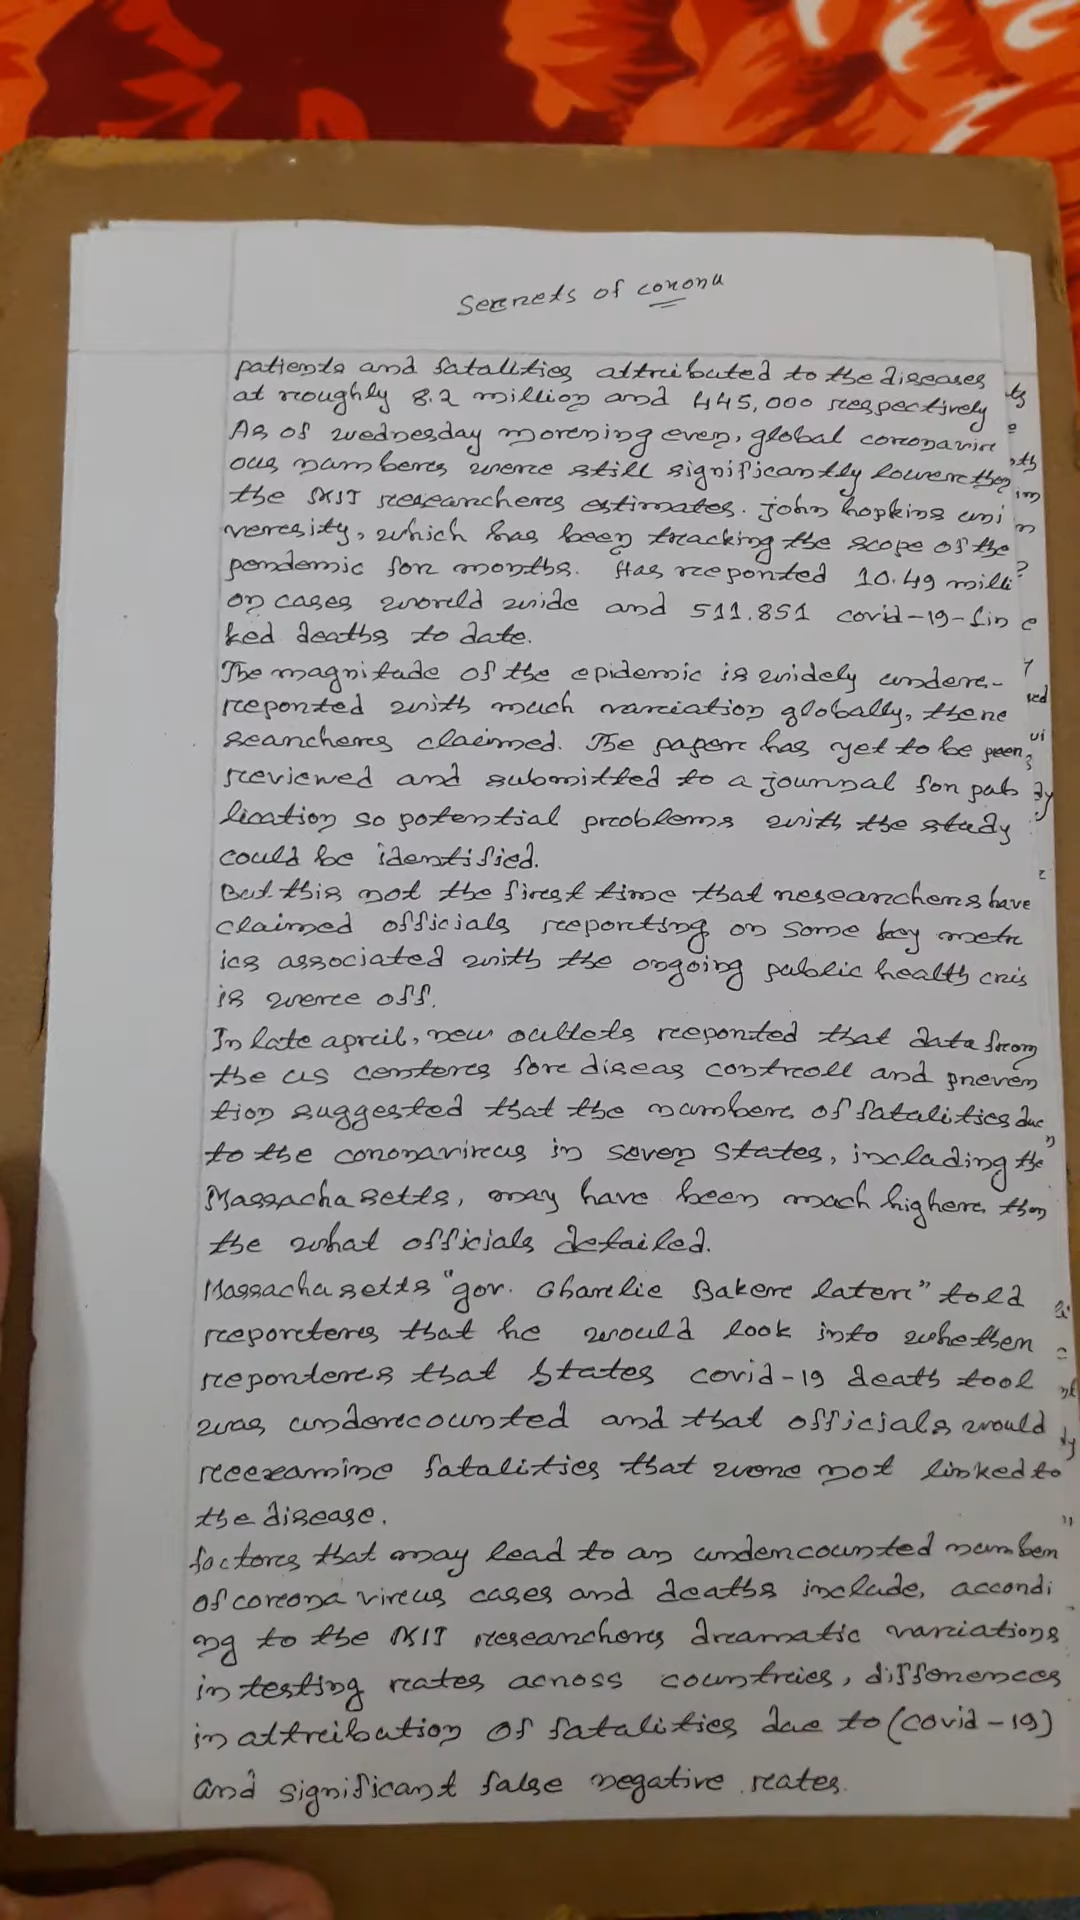 Secrets of corona
patients and fatalities attributed to the diseases
at roughly 8.2 million and 445,000 respectively
As of wednesday morning even, global coronavir
ous numbers were still significantly lower then
the MIT researchers estimates. john hopkins uni
versity, which has been tracking the scope of the
pendemic for months. Has reported 10.49 milli
on cases world wide and 511.851 covid-19-lin
ked deaths to date.
The magnitude of the epidemic is widely under-
reported with much variation globally, the re
searchers claimed. The paper has yet to be peer,
reviewed and submitted to a journal for pub
lication so potential problems with the study
could be identified.
But this not the first time that researchers have
claimed officials reporting on some key metr
ics associated with the ongoing public health cris
is were off.
In late april, new outlets reported that data from
the us centers for diseas controll and preven
tion suggested that the number of fatalities due
to the coronavirus in seven states, including the
Massachasetts, may have been much higher then
the what officials detailed.
Massachasetts "gov. Charlie Baker later" told
reporters that he would look into whether
reporters that states covid-19 death tool
was undercounted and that officials would
reexamine fatalities that were not linked to
the disease.
factors that may lead to an undercounted number
of corona virus cases and deaths include, accordi
ng to the MIT researchers dramatic variations
in testing rates across countries, differences
in attribution of fatalities due to (covid-19)
and significant false negative rates.